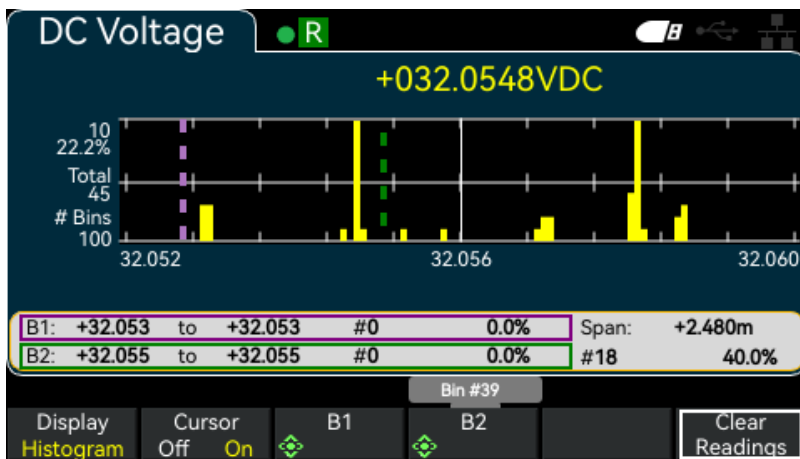 DC Voltage R
+032.0548VDC
10
22.2%
Total
45
# Bins
100
32.052 32.056 32.060
B1: +32.053 to +32.053 #0 0.0% Span: +2.480m
B2: +32.055 to +32.055 #0 0.0% #18 40.0%
Bin #39
Display Cursor B1 B2 Clear
Histogram Off On Readings